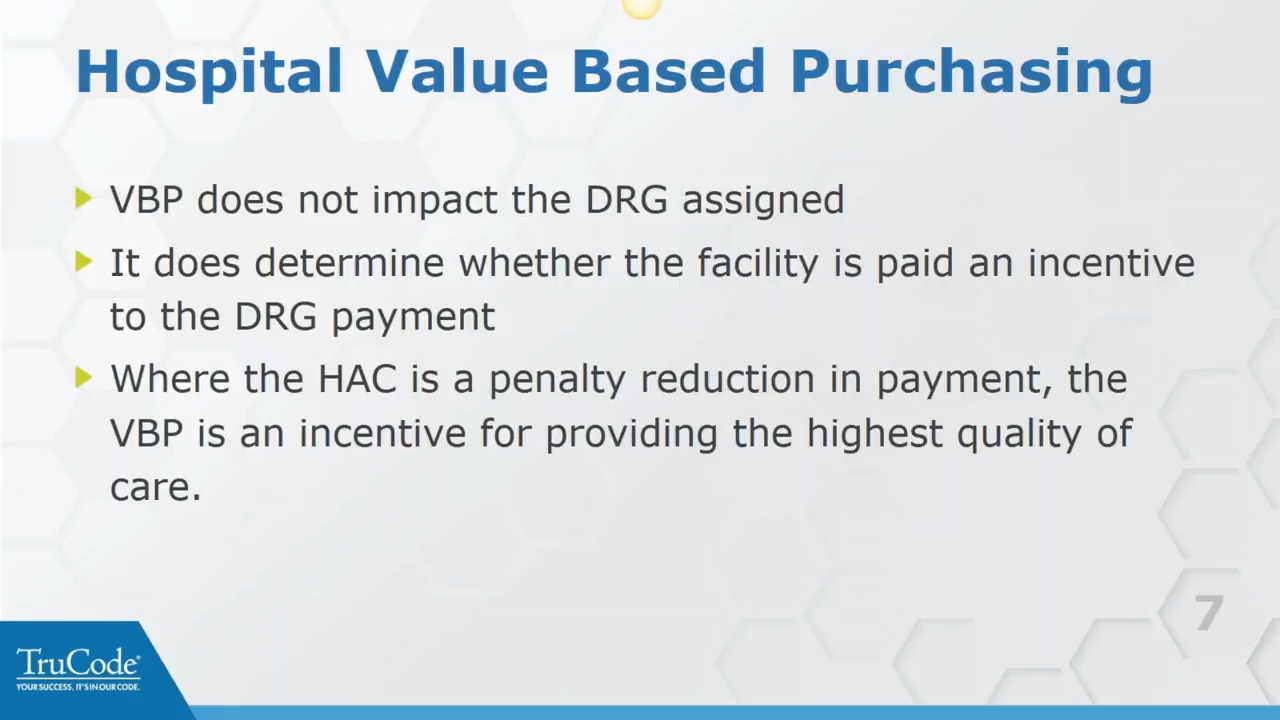 Hospital Value Based Purchasing
VBP does not impact the DRG assigned
It does determine whether the facility is paid an incentive
to the DRG payment
Where the HAC is a penalty reduction in payment, the
VBP is an incentive for providing the highest quality of
care.
7
TruCode®
YOUR SUCCESS. IT'S IN OUR CODE.